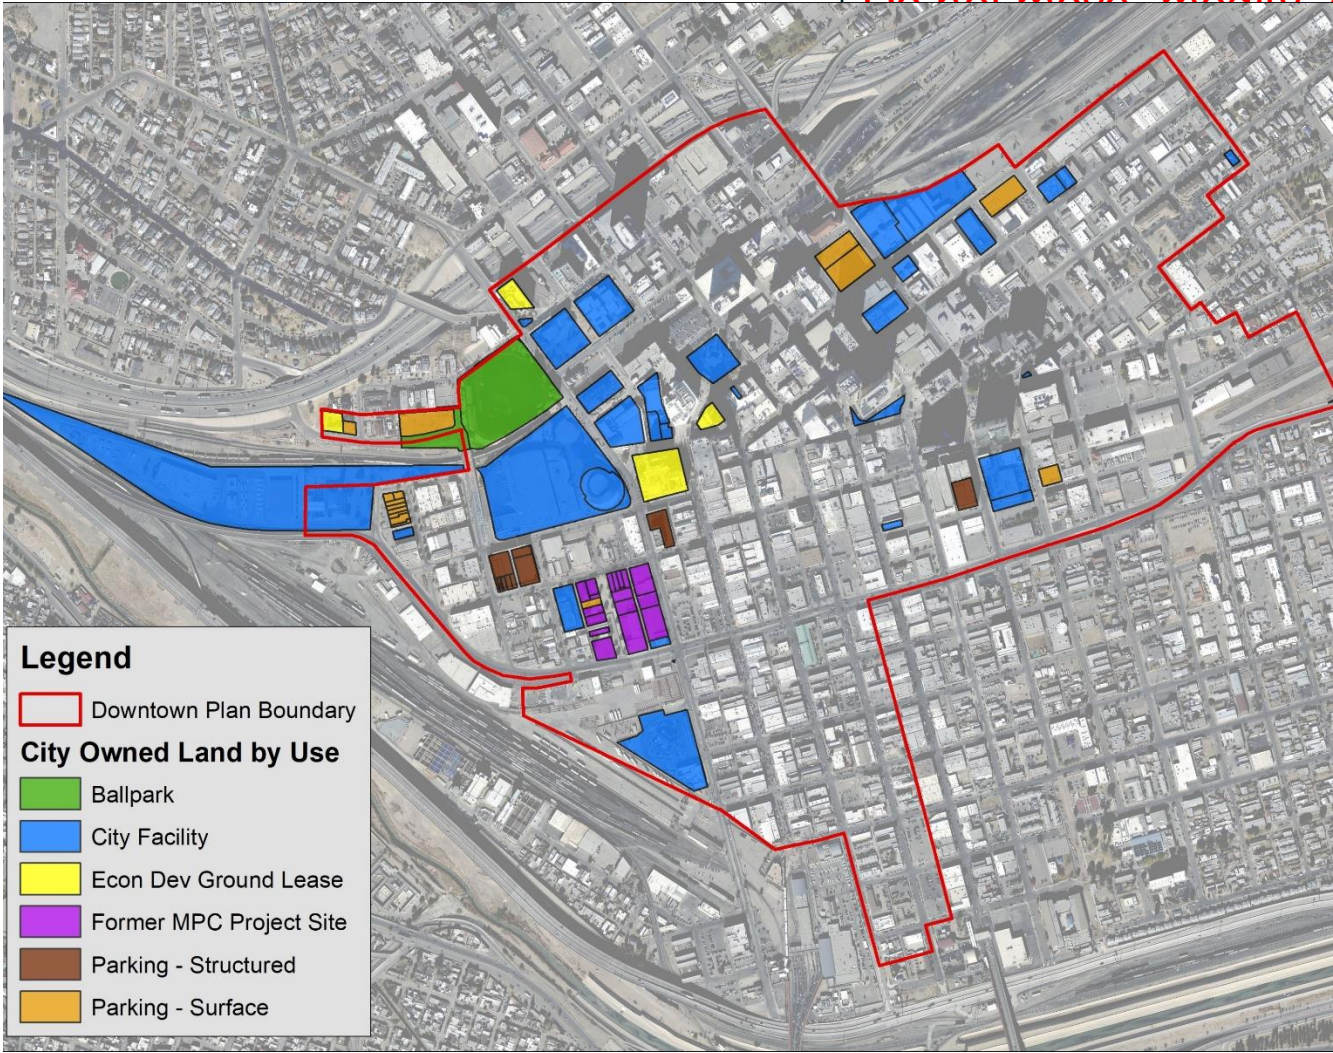 Legend
Downtown Plan Boundary
City Owned Land by Use
Ballpark
City Facility
Econ Dev Ground Lease
Former MPC Project Site
Parking - Structured
Parking - Surface